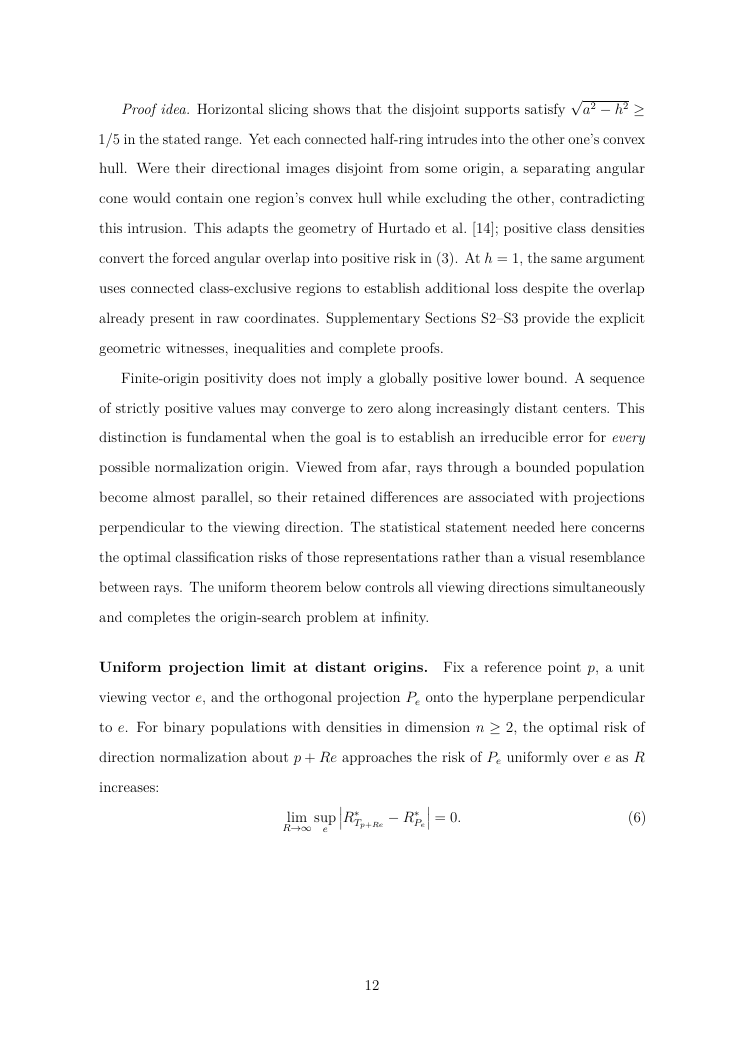 Proof idea. Horizontal slicing shows that the disjoint supports satisfy √(a² − h²) ≥
1/5 in the stated range. Yet each connected half-ring intrudes into the other one's convex
hull. Were their directional images disjoint from some origin, a separating angular
cone would contain one region's convex hull while excluding the other, contradicting
this intrusion. This adapts the geometry of Hurtado et al. [14]; positive class densities
convert the forced angular overlap into positive risk in (3). At h = 1, the same argument
uses connected class-exclusive regions to establish additional loss despite the overlap
already present in raw coordinates. Supplementary Sections S2–S3 provide the explicit
geometric witnesses, inequalities and complete proofs.
Finite-origin positivity does not imply a globally positive lower bound. A sequence
of strictly positive values may converge to zero along increasingly distant centers. This
distinction is fundamental when the goal is to establish an irreducible error for every
possible normalization origin. Viewed from afar, rays through a bounded population
become almost parallel, so their retained differences are associated with projections
perpendicular to the viewing direction. The statistical statement needed here concerns
the optimal classification risks of those representations rather than a visual resemblance
between rays. The uniform theorem below controls all viewing directions simultaneously
and completes the origin-search problem at infinity.
Uniform projection limit at distant origins. Fix a reference point p, a unit
viewing vector e, and the orthogonal projection P_e onto the hyperplane perpendicular
to e. For binary populations with densities in dimension n ≥ 2, the optimal risk of
direction normalization about p + Re approaches the risk of P_e uniformly over e as R
increases:
lim_{R→∞} sup_e |R*_{T_{p+Re}} − R*_{P_e}| = 0. (6)
12